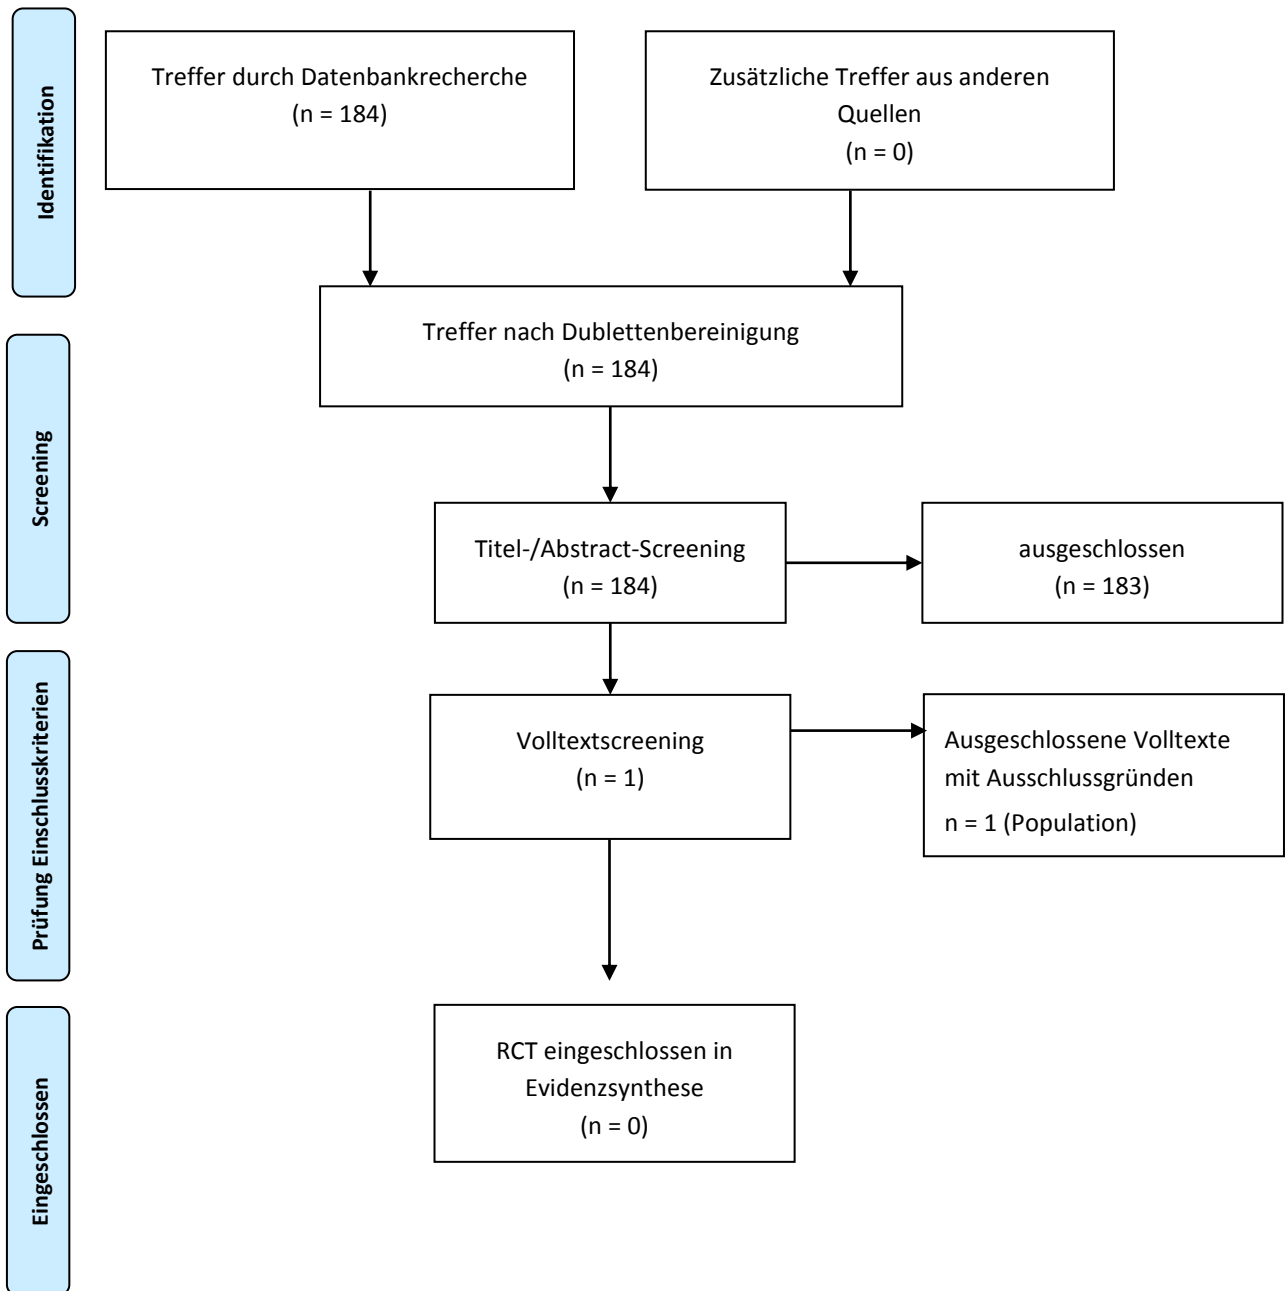 Identifikation
Treffer durch Datenbankrecherche
(n = 184)
Zusätzliche Treffer aus anderen
Quellen
(n = 0)
Treffer nach Dublettenbereinigung
(n = 184)
Screening
Titel-/Abstract-Screening
(n = 184)
ausgeschlossen
(n = 183)
Prüfung Einschlusskriterien
Volltextscreening
(n = 1)
Ausgeschlossene Volltexte
mit Ausschlussgründen
n = 1 (Population)
Eingeschlossen
RCT eingeschlossen in
Evidenzsynthese
(n = 0)